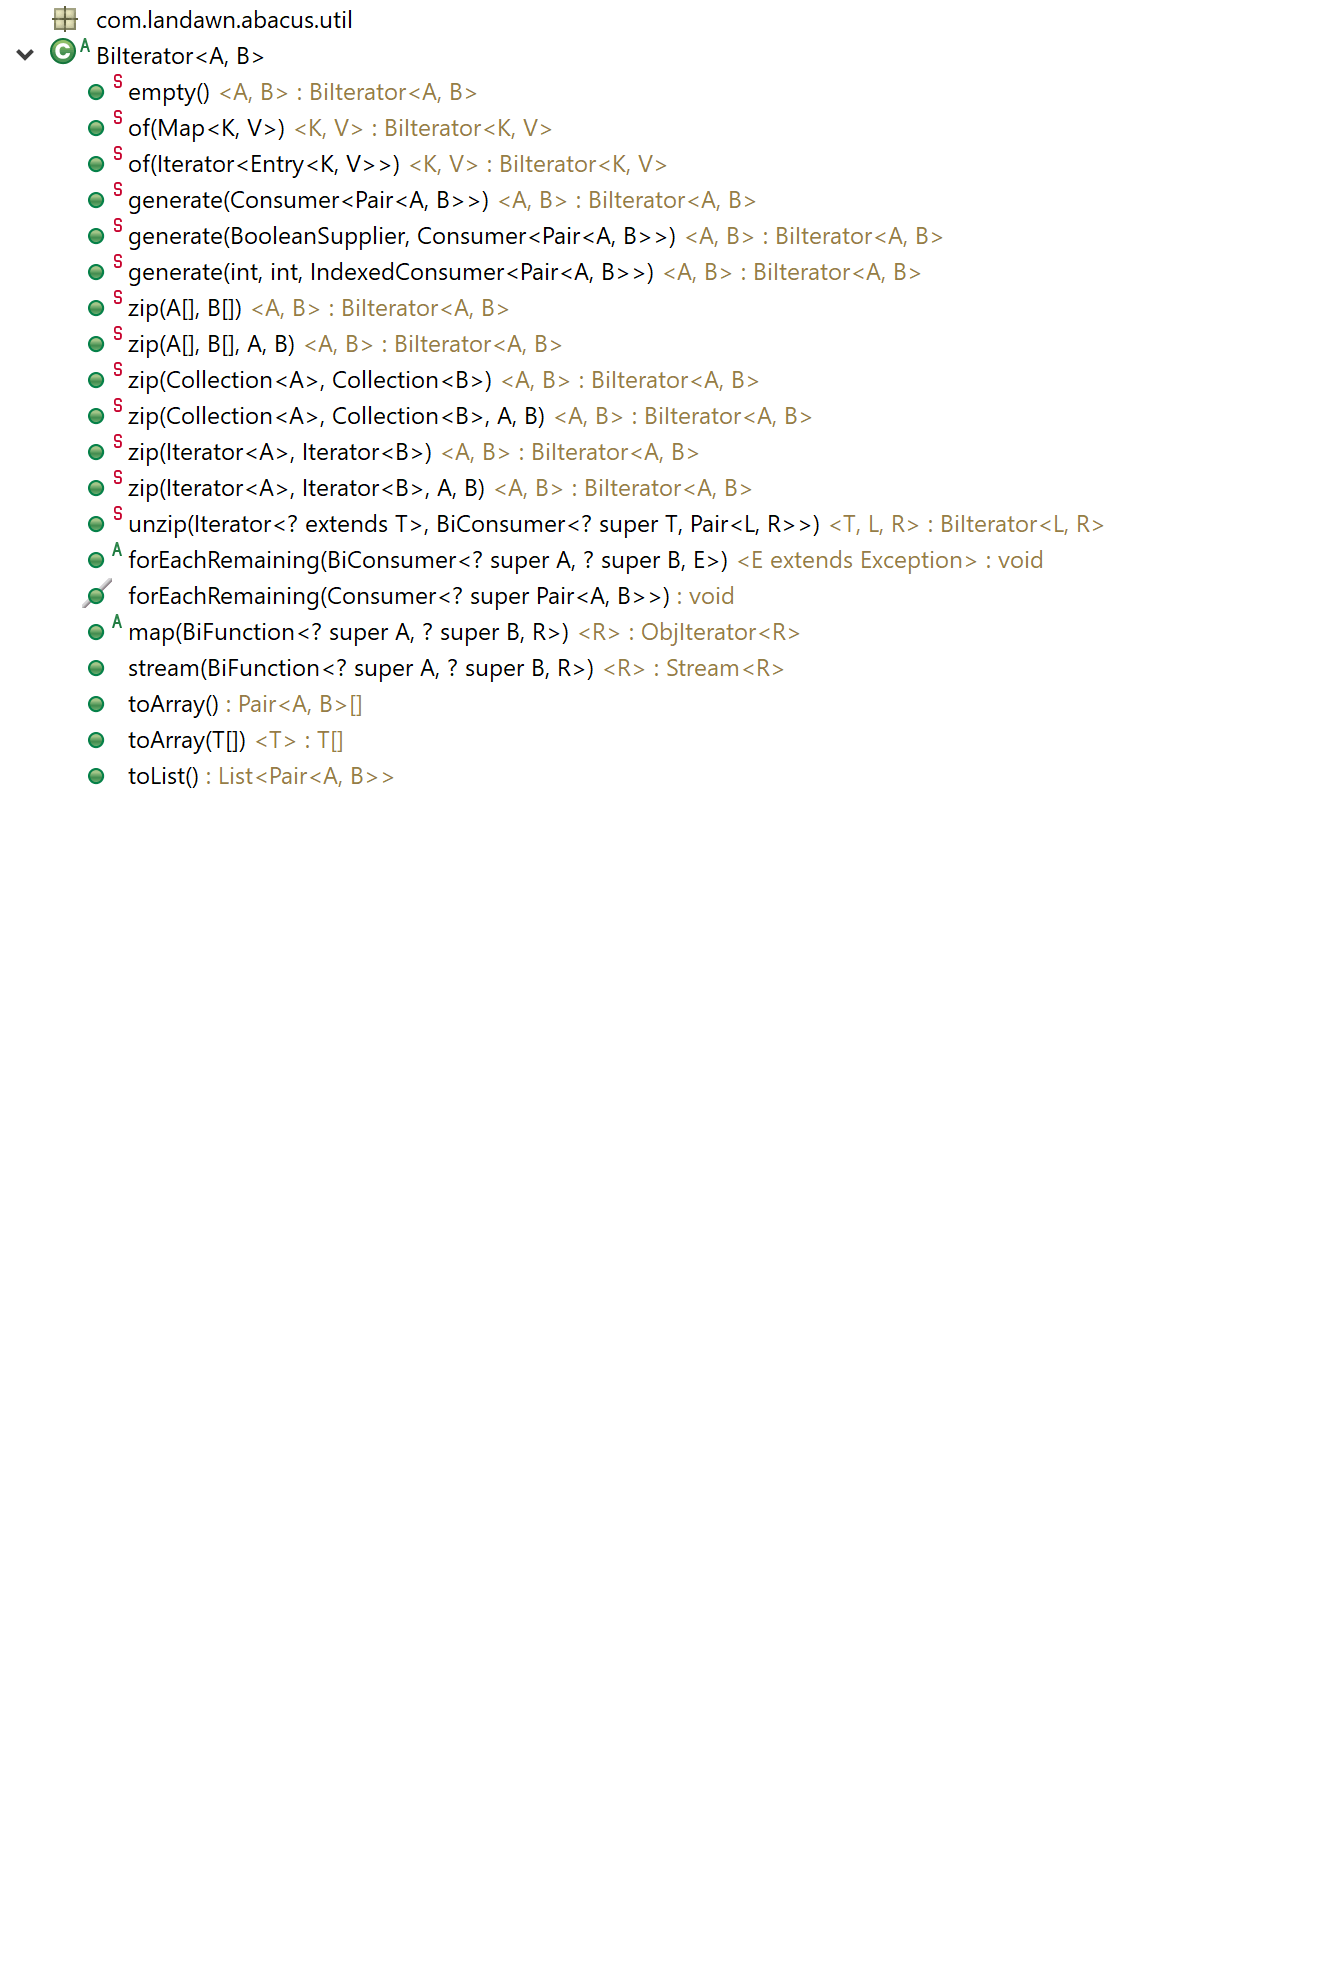 com.landawn.abacus.util
C A BiIterator<A, B>
S empty() <A, B> : BiIterator<A, B>
S of(Map<K, V>) <K, V> : BiIterator<K, V>
S of(Iterator<Entry<K, V>>) <K, V> : BiIterator<K, V>
S generate(Consumer<Pair<A, B>>) <A, B> : BiIterator<A, B>
S generate(BooleanSupplier, Consumer<Pair<A, B>>) <A, B> : BiIterator<A, B>
S generate(int, int, IndexedConsumer<Pair<A, B>>) <A, B> : BiIterator<A, B>
S zip(A[], B[]) <A, B> : BiIterator<A, B>
S zip(A[], B[], A, B) <A, B> : BiIterator<A, B>
S zip(Collection<A>, Collection<B>) <A, B> : BiIterator<A, B>
S zip(Collection<A>, Collection<B>, A, B) <A, B> : BiIterator<A, B>
S zip(Iterator<A>, Iterator<B>) <A, B> : BiIterator<A, B>
S zip(Iterator<A>, Iterator<B>, A, B) <A, B> : BiIterator<A, B>
S unzip(Iterator<? extends T>, BiConsumer<? super T, Pair<L, R>>) <T, L, R> : BiIterator<L, R>
A forEachRemaining(BiConsumer<? super A, ? super B, E>) <E extends Exception> : void
forEachRemaining(Consumer<? super Pair<A, B>>) : void
A map(BiFunction<? super A, ? super B, R>) <R> : ObjIterator<R>
stream(BiFunction<? super A, ? super B, R>) <R> : Stream<R>
toArray() : Pair<A, B>[]
toArray(T[]) <T> : T[]
toList() : List<Pair<A, B>>